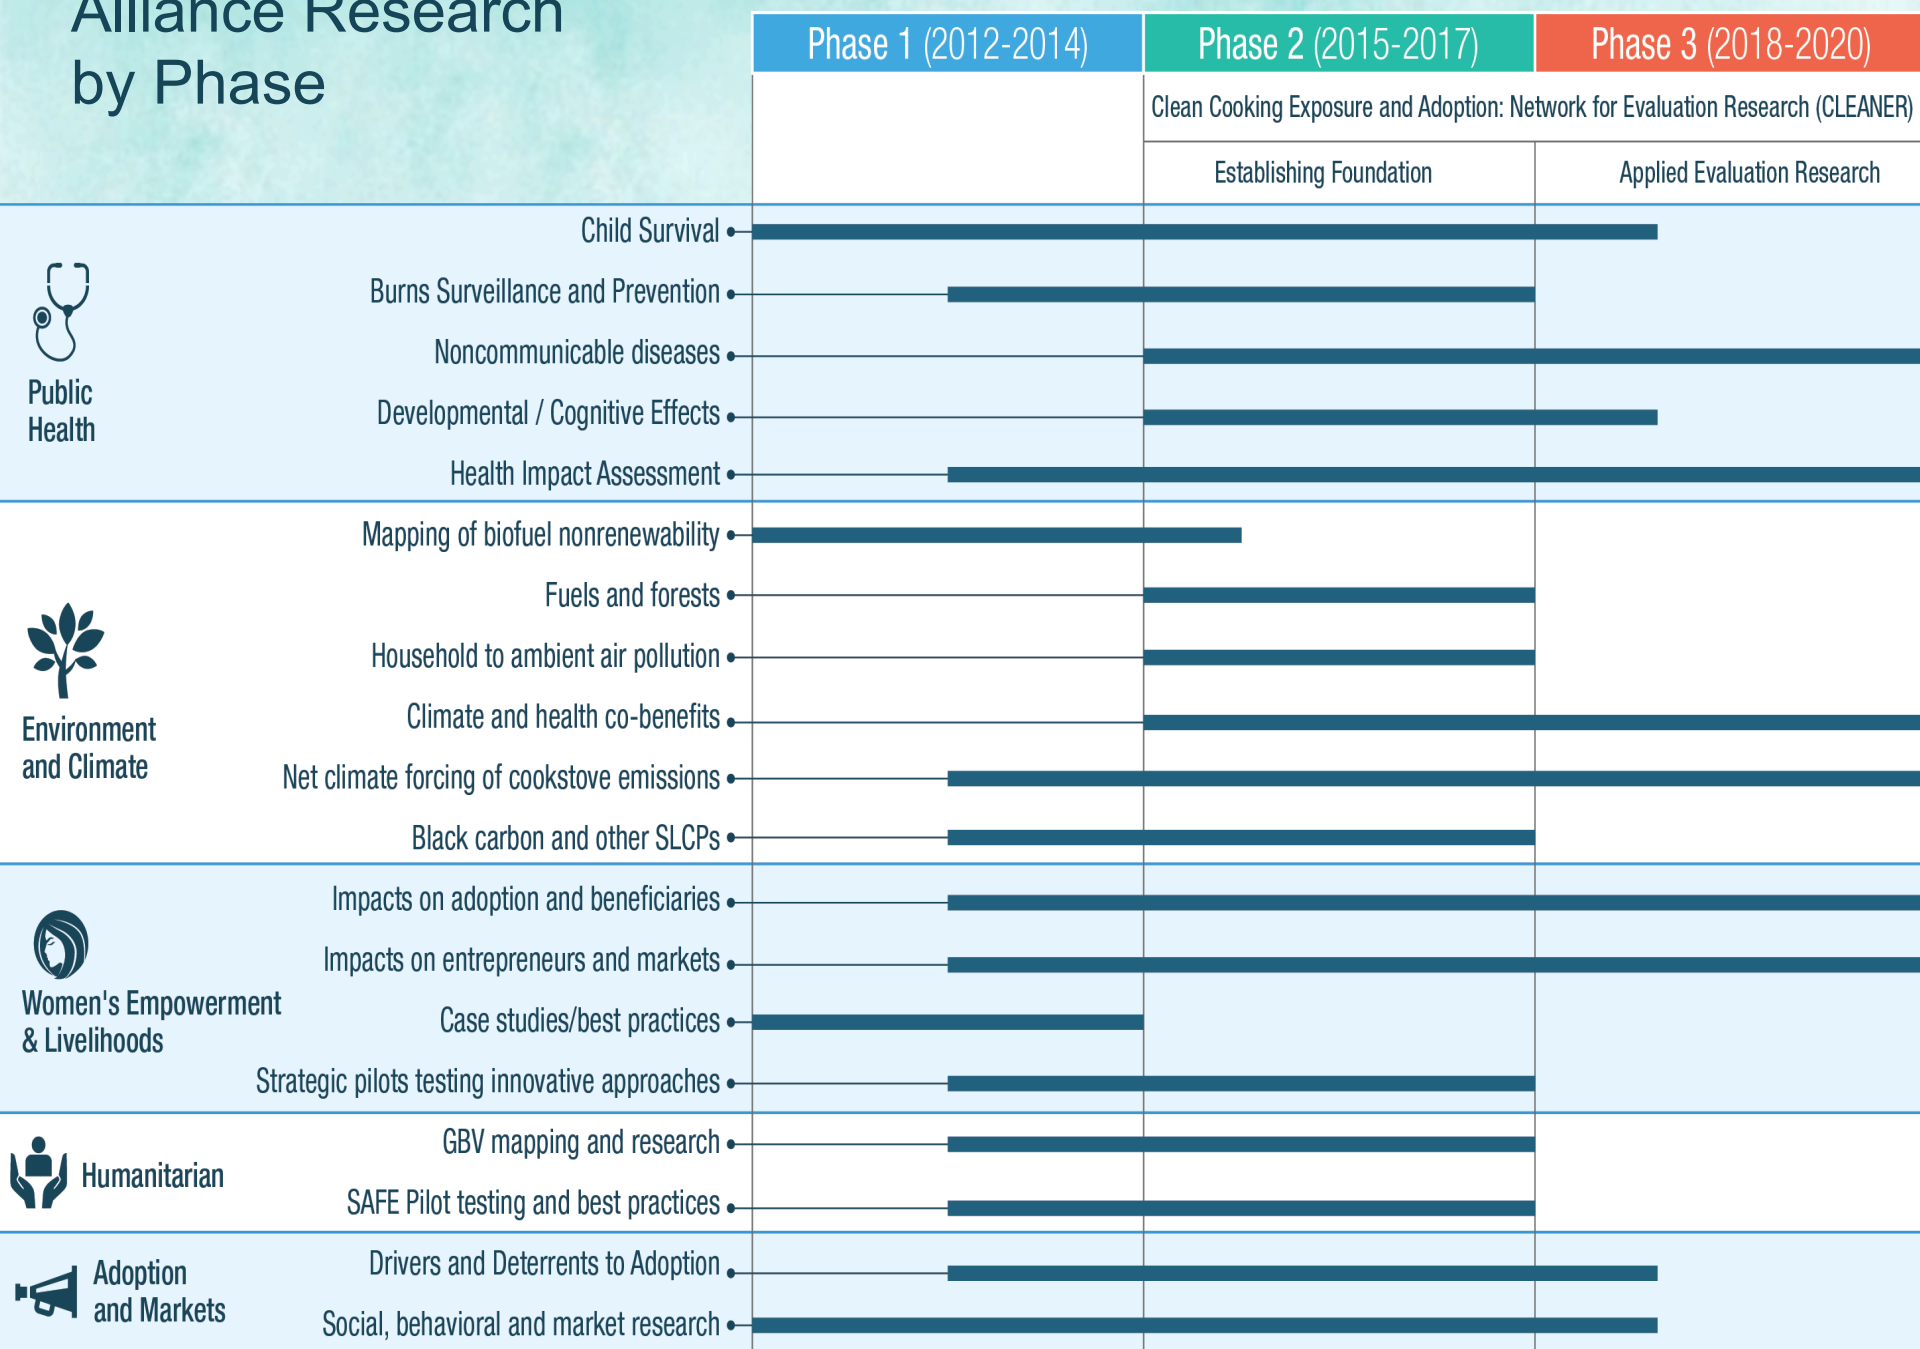 Alliance Research
by Phase
Phase 1 (2012-2014)
Phase 2 (2015-2017)
Phase 3 (2018-2020)
Clean Cooking Exposure and Adoption: Network for Evaluation Research (CLEANER)
Establishing Foundation
Applied Evaluation Research
Public
Health
Child Survival
Burns Surveillance and Prevention
Noncommunicable diseases
Developmental / Cognitive Effects
Health Impact Assessment
Environment
and Climate
Mapping of biofuel nonrenewability
Fuels and forests
Household to ambient air pollution
Climate and health co-benefits
Net climate forcing of cookstove emissions
Black carbon and other SLCPs
Women's Empowerment
& Livelihoods
Impacts on adoption and beneficiaries
Impacts on entrepreneurs and markets
Case studies/best practices
Strategic pilots testing innovative approaches
Humanitarian
GBV mapping and research
SAFE Pilot testing and best practices
Adoption
and Markets
Drivers and Deterrents to Adoption
Social, behavioral and market research